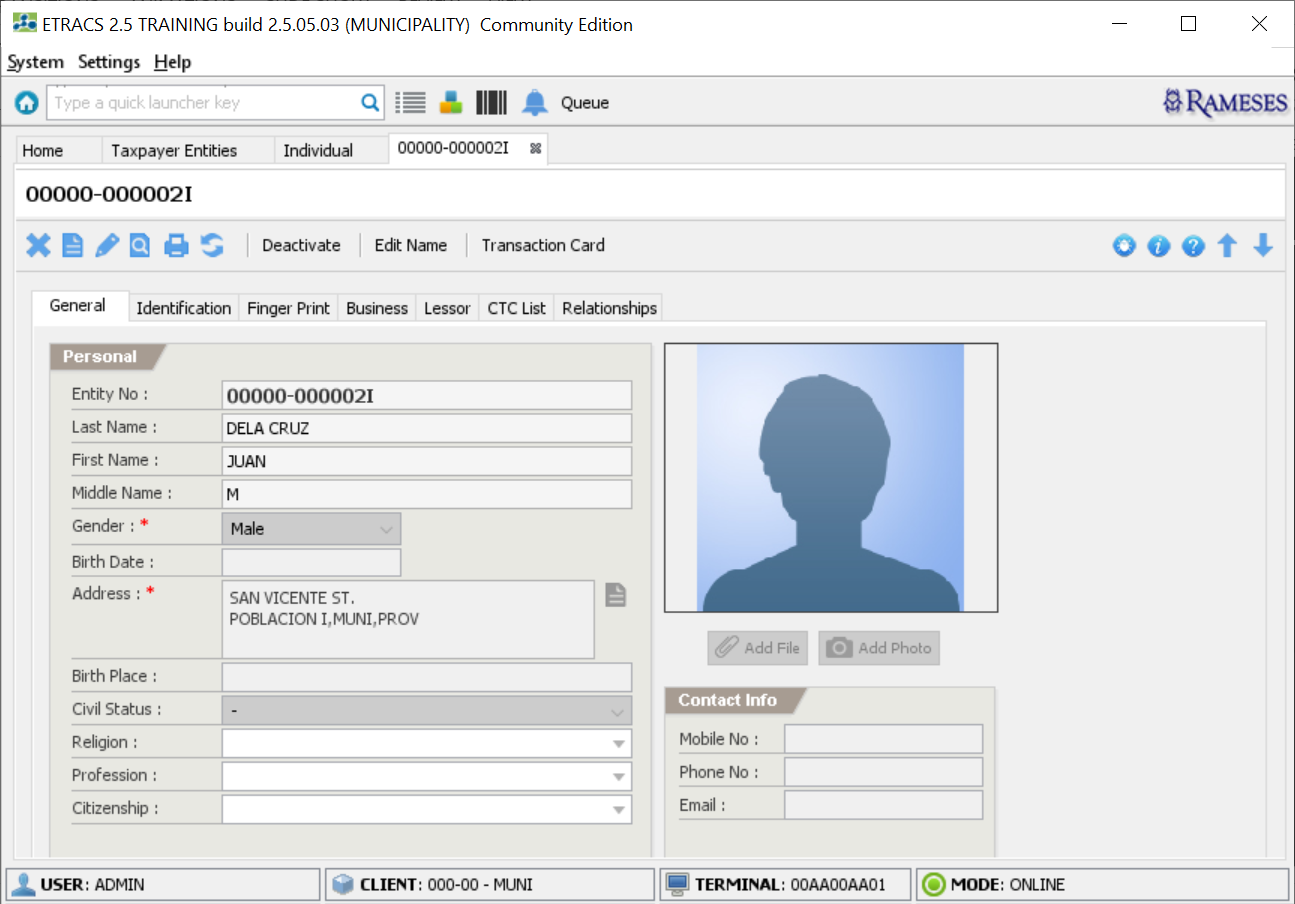 ETRACS 2.5 TRAINING build 2.5.05.03 (MUNICIPALITY)  Community Edition
System Settings Help
Type a quick launcher key
Queue
RAMESES
Home Taxpayer Entities Individual 00000-000002I
00000-000002I
Deactivate Edit Name Transaction Card
General Identification Finger Print Business Lessor CTC List Relationships
Personal
Entity No : 00000-000002I
Last Name : DELA CRUZ
First Name : JUAN
Middle Name : M
Gender : * Male
Birth Date :
Address : * SAN VICENTE ST.
POBLACION I,MUNI,PROV
Birth Place :
Civil Status : -
Religion :
Profession :
Citizenship :
Add File Add Photo
Contact Info
Mobile No :
Phone No :
Email :
USER: ADMIN CLIENT: 000-00 - MUNI TERMINAL: 00AA00AA01 MODE: ONLINE